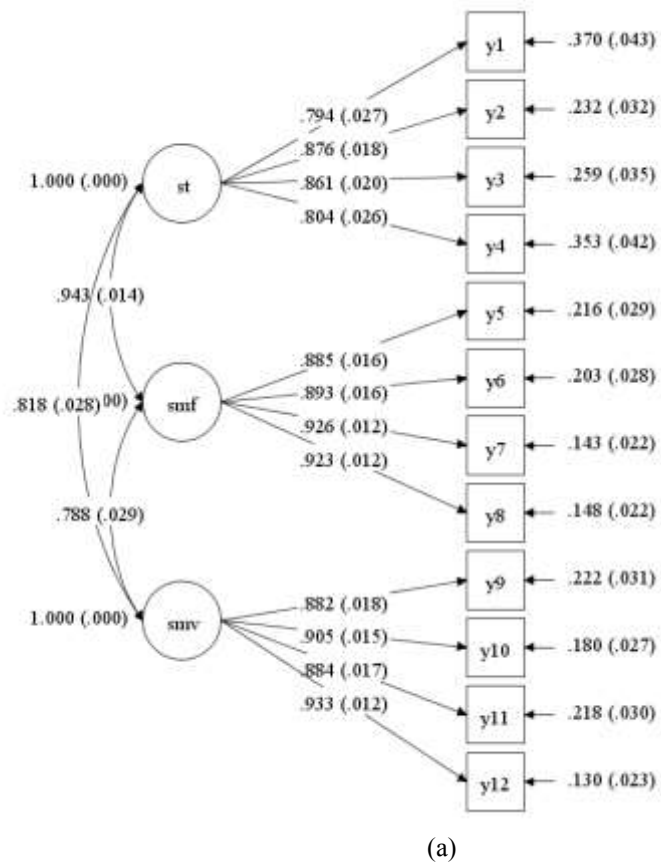 y1
.370 (.043)
.794 (.027)
y2
.232 (.032)
.876 (.018)
1.000 (.000)
st
.861 (.020)
y3
.259 (.035)
.804 (.026)
y4
.353 (.042)
.943 (.014)
y5
.216 (.029)
.885 (.016)
.818 (.028)
00)
smf
.893 (.016)
y6
.203 (.028)
.926 (.012)
y7
.143 (.022)
.923 (.012)
y8
.148 (.022)
.788 (.029)
y9
.222 (.031)
.882 (.018)
1.000 (.000)
smv
.905 (.015)
y10
.180 (.027)
.884 (.017)
y11
.218 (.030)
.933 (.012)
y12
.130 (.023)
(a)